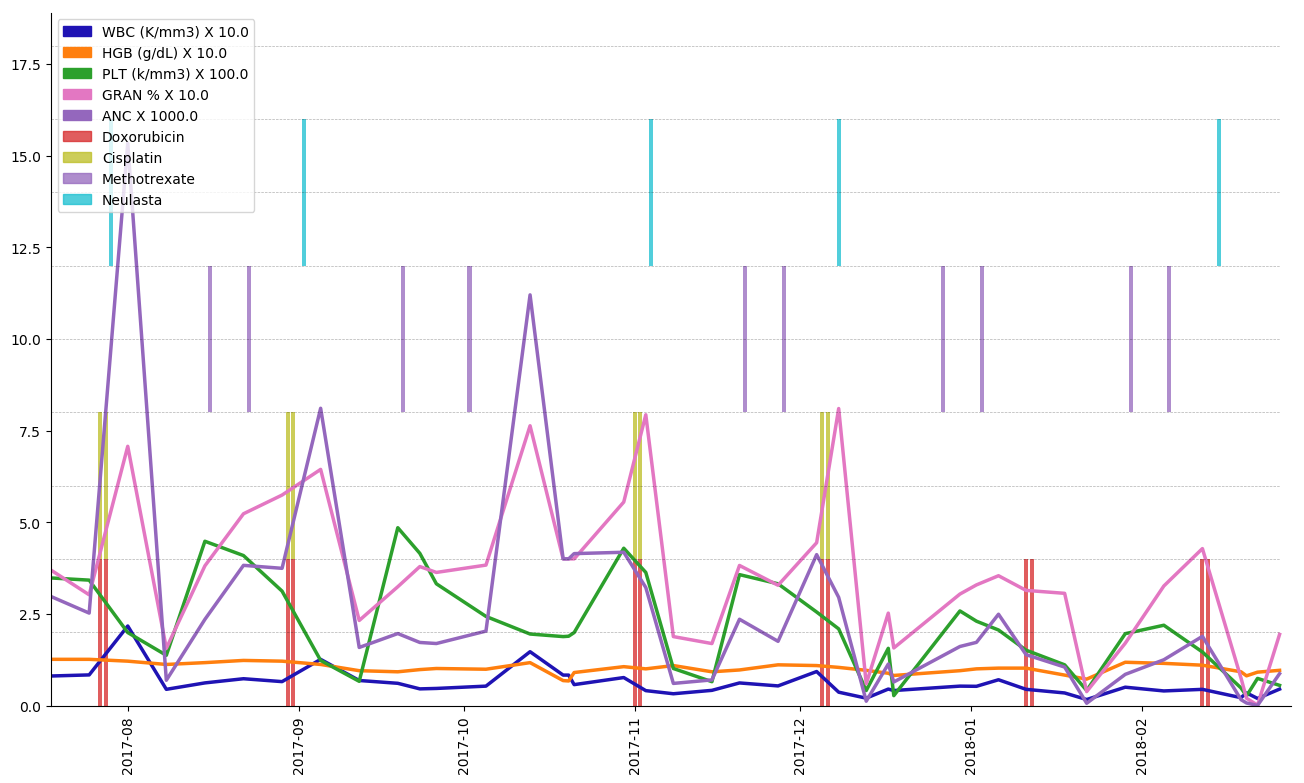 WBC (K/mm3) X 10.0
HGB (g/dL) X 10.0
PLT (k/mm3) X 100.0
GRAN % X 10.0
ANC X 1000.0
Doxorubicin
Cisplatin
Methotrexate
Neulasta
17.5
15.0
12.5
10.0
7.5
5.0
2.5
0.0
2017-08
2017-09
2017-10
2017-11
2017-12
2018-01
2018-02